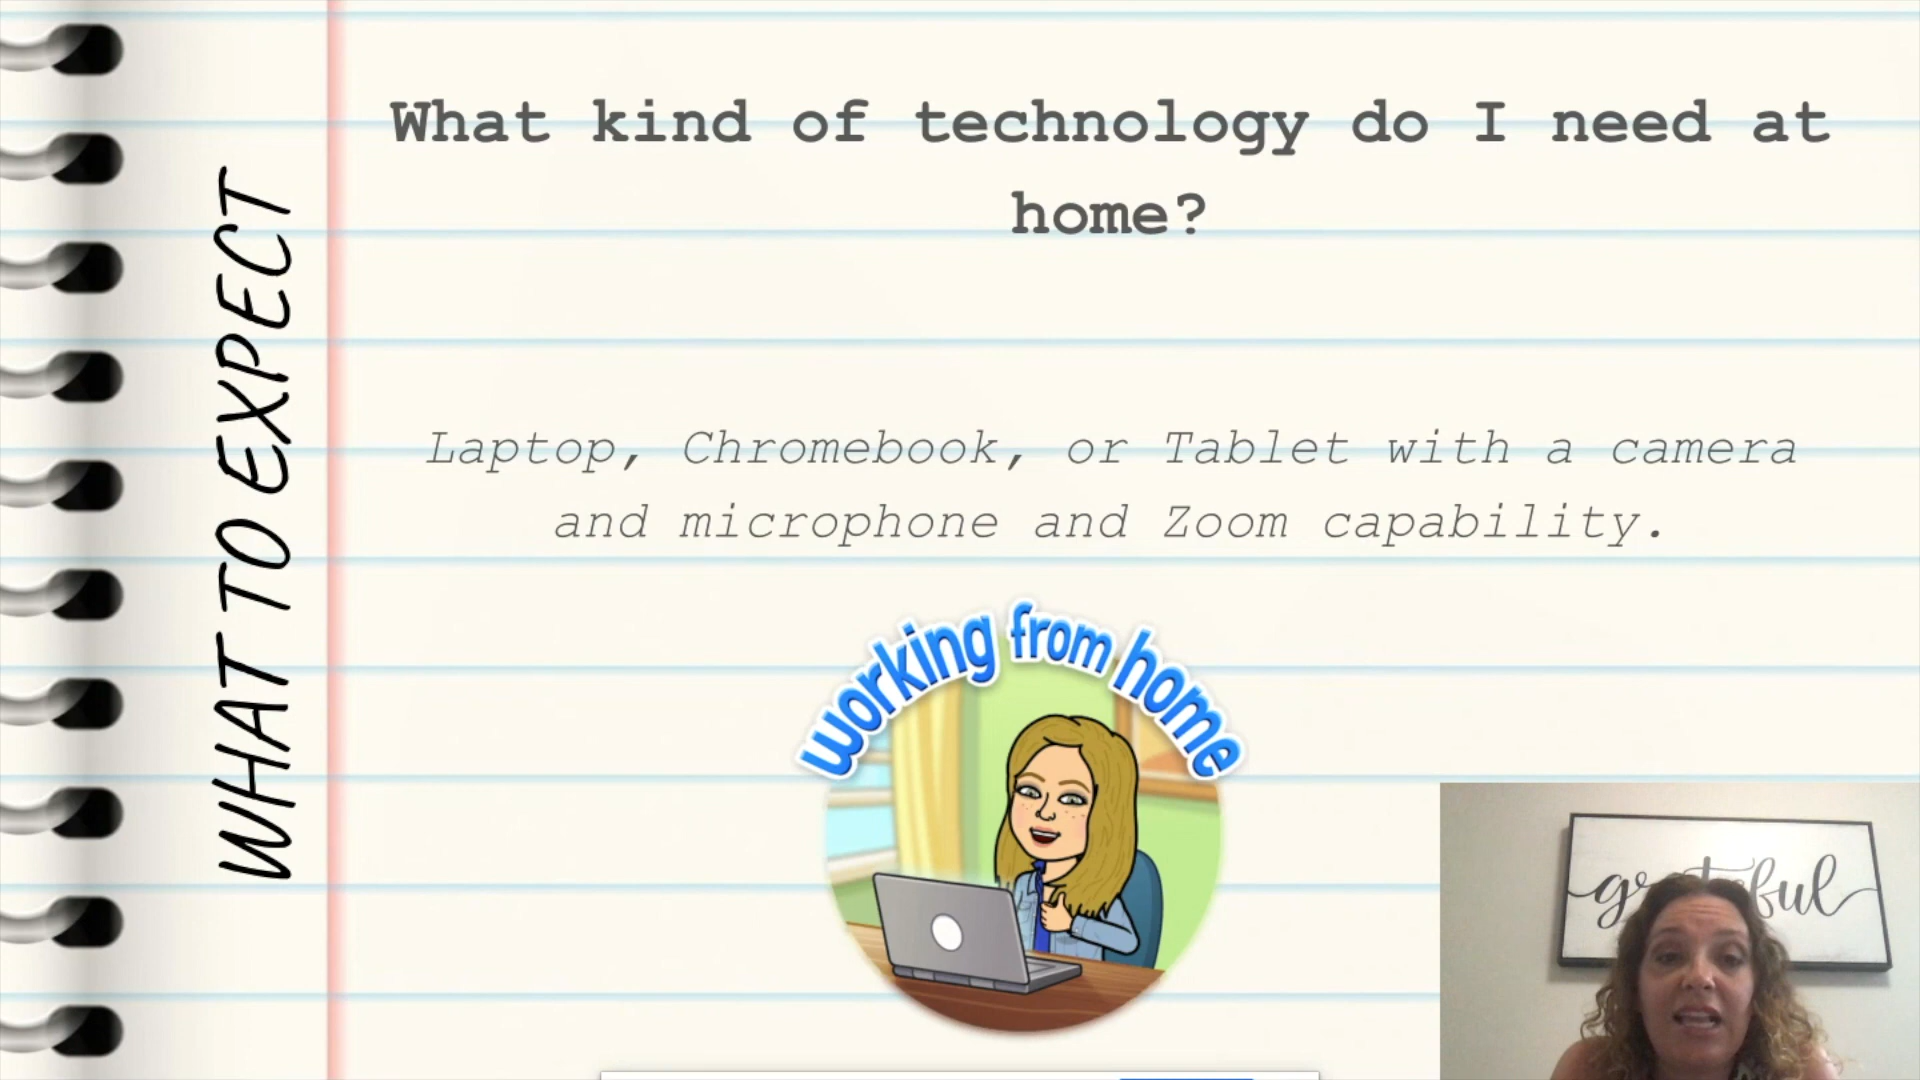 WHAT TO EXPECT
What kind of technology do I need at
home?
Laptop, Chromebook, or Tablet with a camera
and microphone and Zoom capability.
working from home